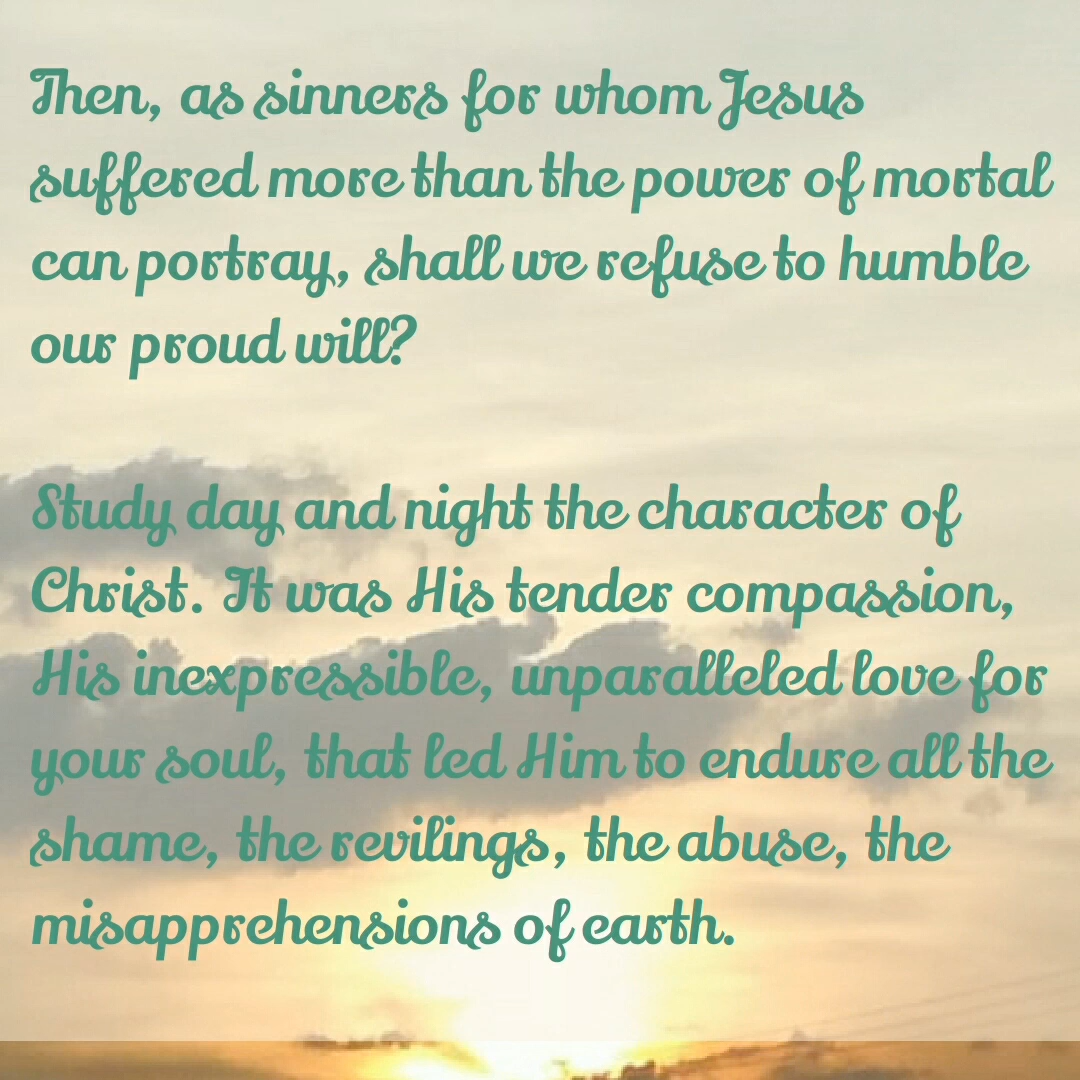 Then, as sinners for whom Jesus
suffered more than the power of mortal
can portray, shall we refuse to humble
our proud will?
Study day and night the character of
Christ. It was His tender compassion,
His inexpressible, unparalleled love for
your soul, that led Him to endure all the
shame, the revilings, the abuse, the
misapprehensions of earth.